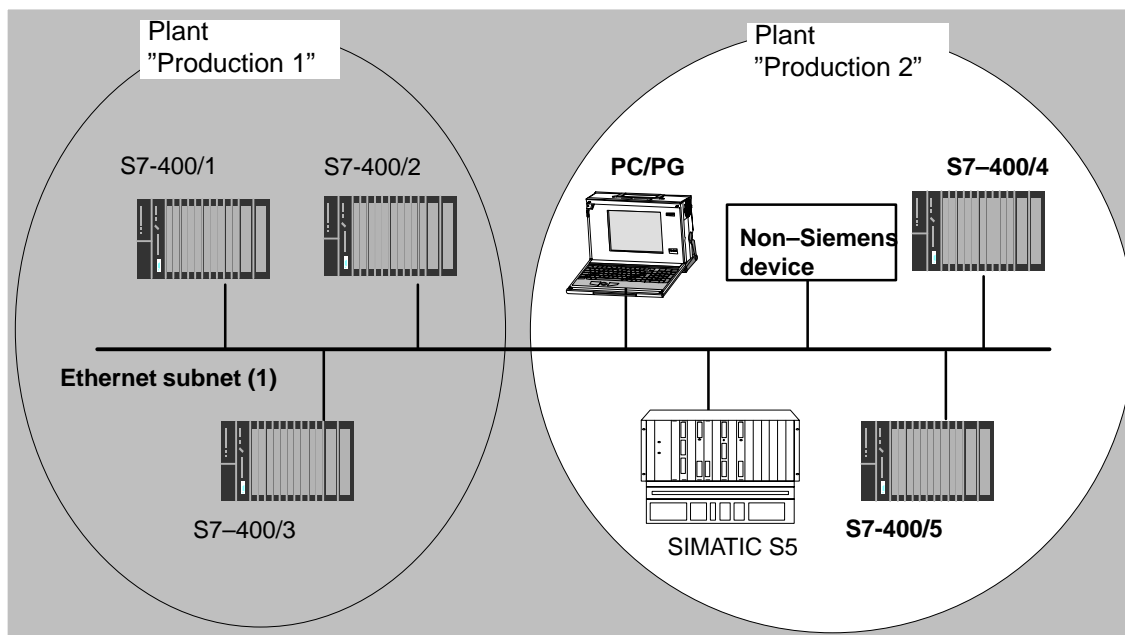 Plant
”Production 1”
Plant
”Production 2”
S7-400/1
S7-400/2
PC/PG
S7–400/4
Non–Siemens
device
Ethernet subnet (1)
S7–400/3
SIMATIC S5
S7-400/5